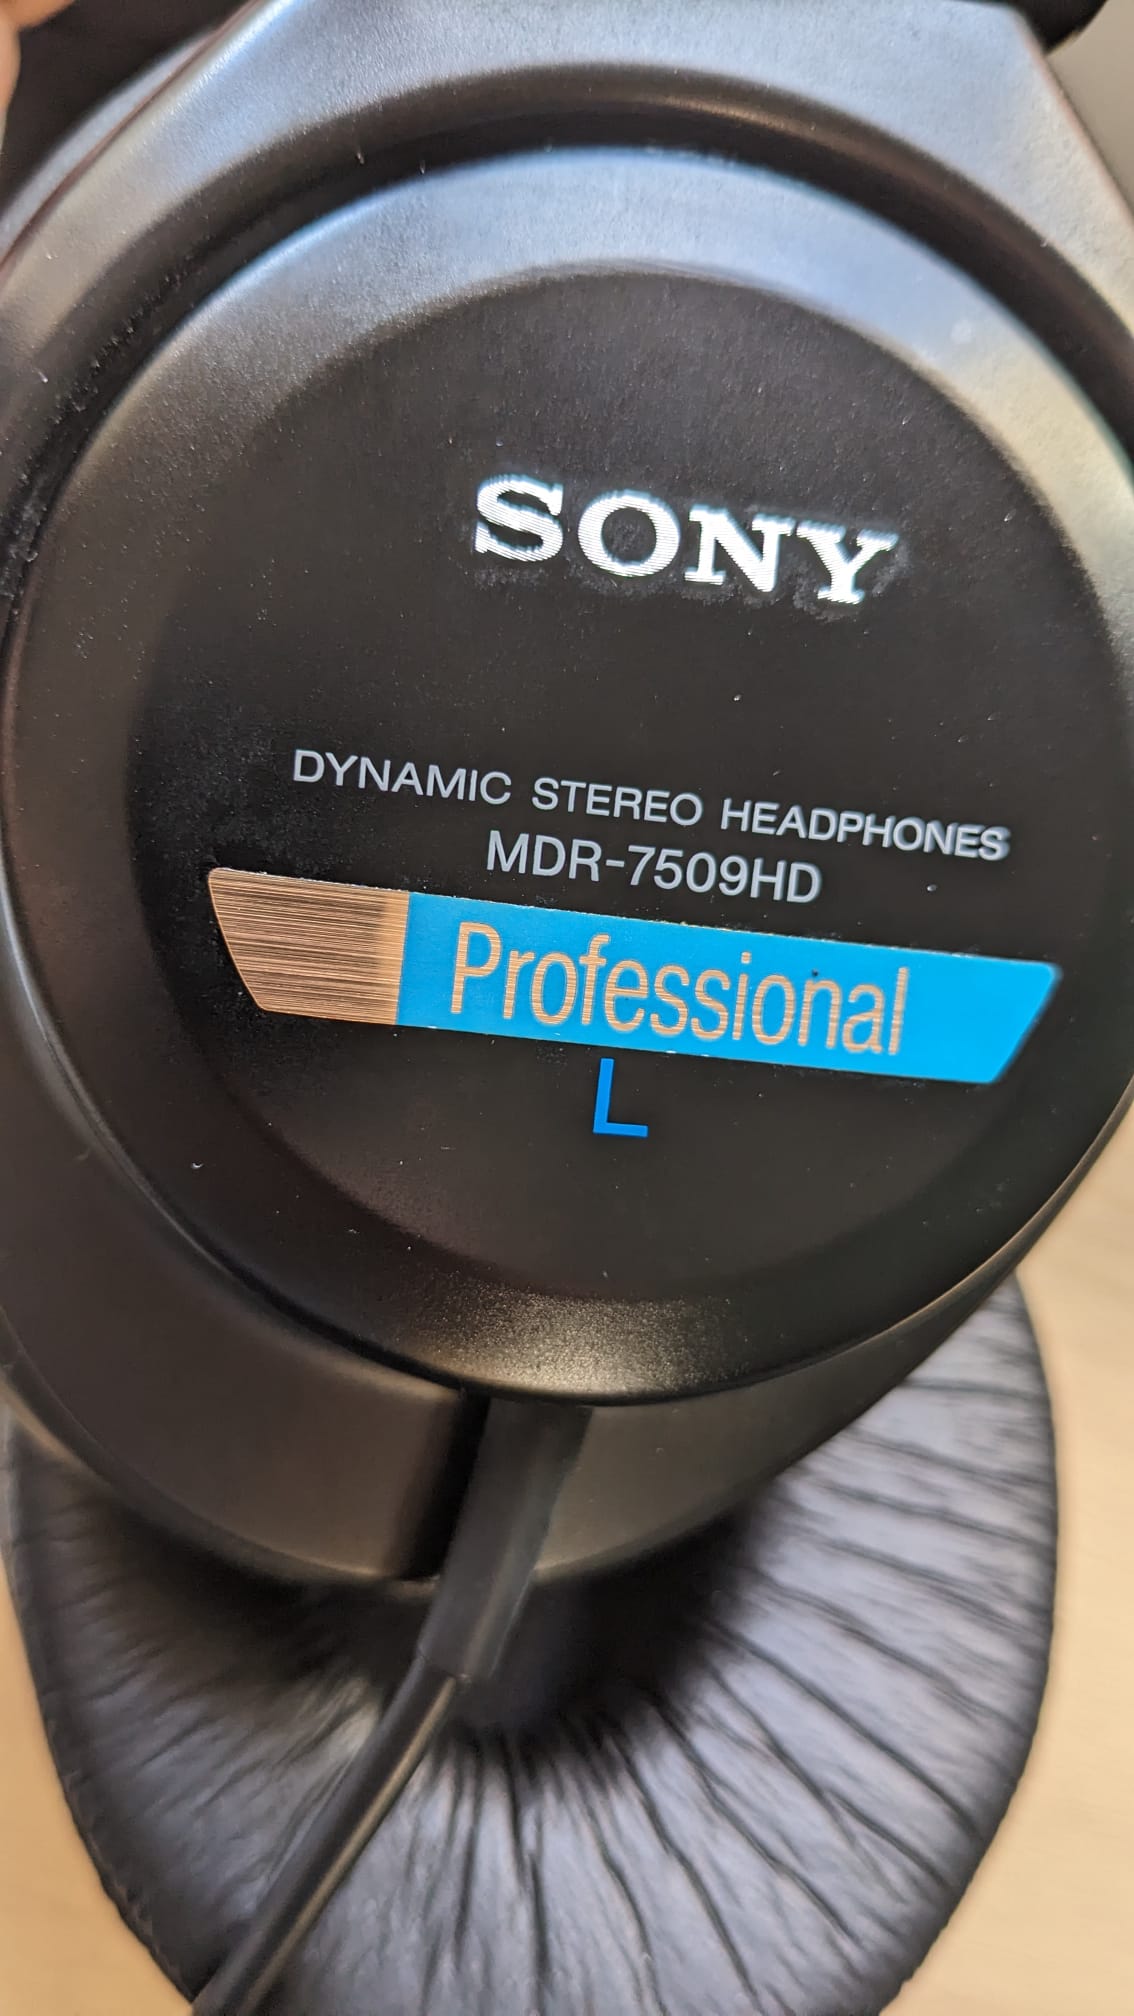 SONY
DYNAMIC STEREO HEADPHONES
MDR-7509HD
Professional
L